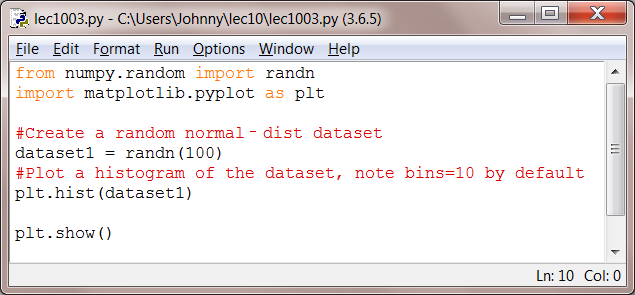 lec1003.py - C:\Users\Johnny\lec10\lec1003.py (3.6.5)
File Edit Format Run Options Window Help
from numpy.random import randn
import matplotlib.pyplot as plt
#Create a random normal‐dist dataset
dataset1 = randn(100)
#Plot a histogram of the dataset, note bins=10 by default
plt.hist(dataset1)
plt.show()
Ln: 10 Col: 0